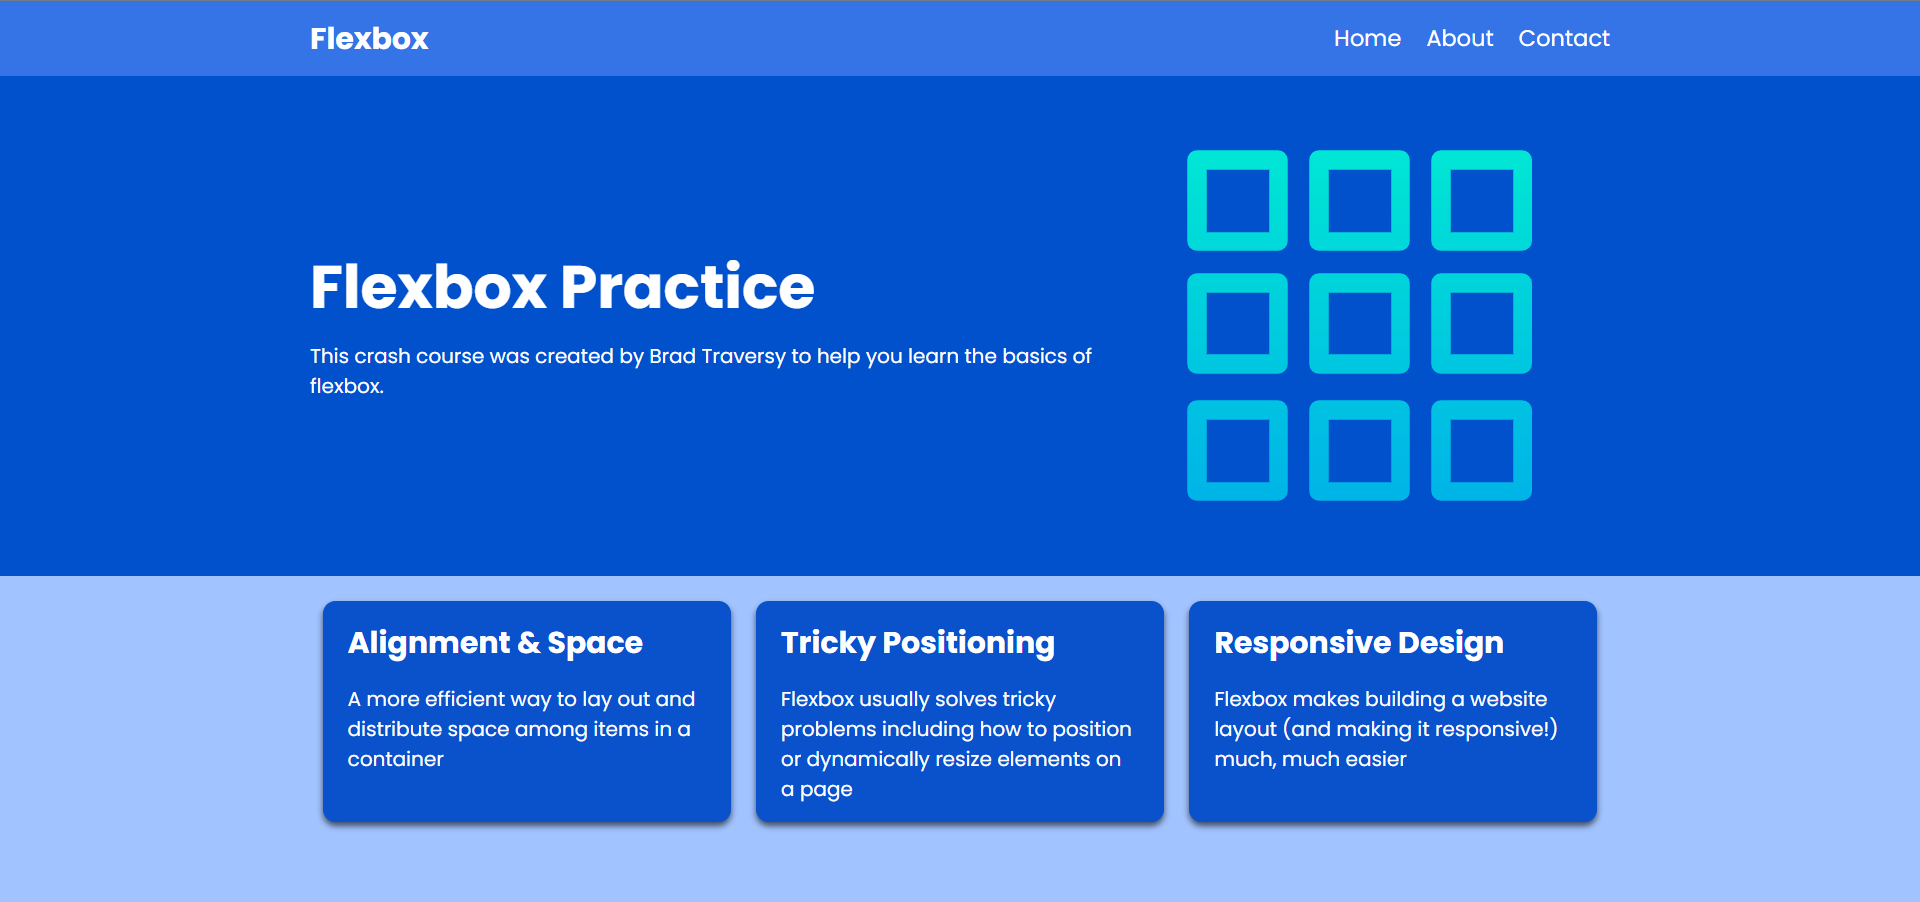 Flexbox
Home About Contact
Flexbox Practice
This crash course was created by Brad Traversy to help you learn the basics of
flexbox.
Alignment & Space
A more efficient way to lay out and
distribute space among items in a
container
Tricky Positioning
Flexbox usually solves tricky
problems including how to position
or dynamically resize elements on
a page
Responsive Design
Flexbox makes building a website
layout (and making it responsive!)
much, much easier